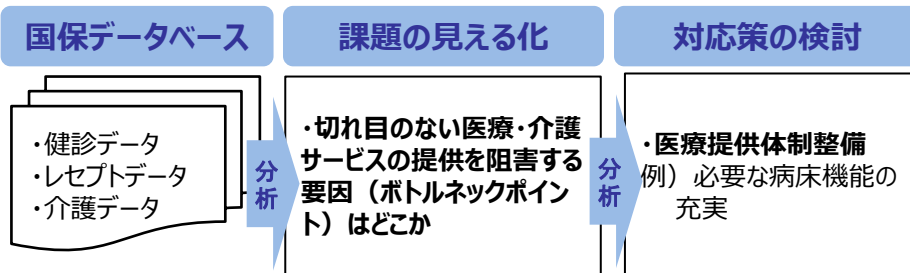 国保データベース
課題の見える化
対応策の検討
・健診データ
・レセプトデータ
・介護データ
分
析
・切れ目のない医療・介護
サービスの提供を阻害する
要因（ボトルネックポイン
ト）はどこか
分
析
・医療提供体制整備
例）必要な病床機能の
充実